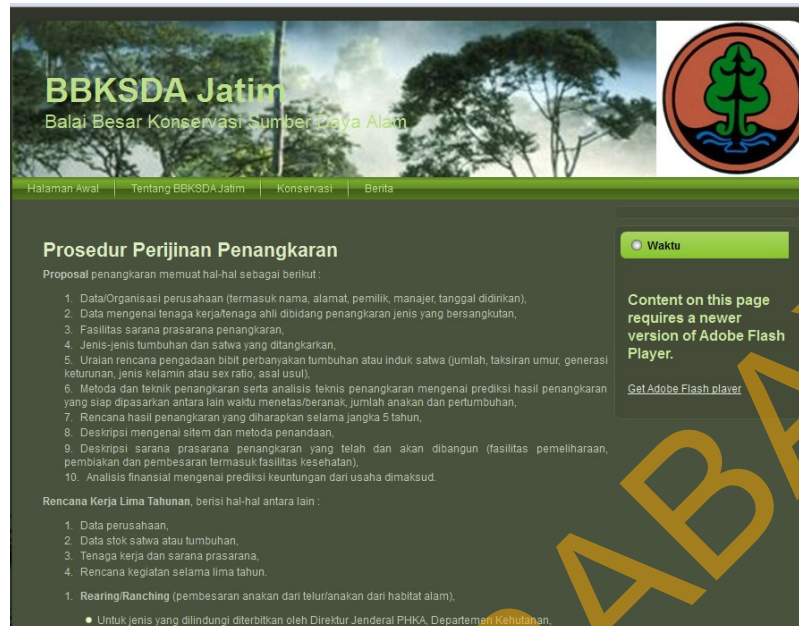 BBKSDA Jatim
Balai Besar Konservasi Sumber Daya Alam
Halaman Awal
Tentang BBKSDA Jatim
Konservasi
Berita
Prosedur Perijinan Penangkaran
Proposal penangkaran memuat hal-hal sebagai berikut :
1. Data/Organisasi perusahaan (termasuk nama, alamat, pemilik, manajer, tanggal didirikan),
2. Data mengenai tenaga kerja/tenaga ahli dibidang penangkaran jenis yang bersangkutan,
3. Fasilitas sarana prasarana penangkaran,
4. Jenis-jenis tumbuhan dan satwa yang ditangkarkan,
5. Uraian rencana pengadaan bibit perbanyakan tumbuhan atau induk satwa (jumlah, taksiran umur, generasi
keturunan, jenis kelamin atau sex ratio, asal usul),
6. Metoda dan teknik penangkaran serta analisis teknis penangkaran mengenai prediksi hasil penangkaran
yang siap dipasarkan antara lain waktu menetas/beranak, jumlah anakan dan pertumbuhan,
7. Rencana hasil penangkaran yang diharapkan selama jangka 5 tahun,
8. Deskripsi mengenai sitem dan metoda penandaan,
9. Deskripsi sarana prasarana penangkaran yang telah dan akan dibangun (fasilitas pemeliharaan,
pembiakan dan pembesaran termasuk fasilitas kesehatan),
10. Analisis finansial mengenai prediksi keuntungan dari usaha dimaksud.
Rencana Kerja Lima Tahunan, berisi hal-hal antara lain :
1. Data perusahaan,
2. Data stok satwa atau tumbuhan,
3. Tenaga kerja dan sarana prasarana,
4. Rencana kegiatan selama lima tahun.
1. Rearing/Ranching (pembesaran anakan dari telur/anakan dari habitat alam),
Untuk jenis yang dilindungi diterbitkan oleh Direktur Jenderal PHKA, Departemen Kehutanan,
Waktu
Content on this page
requires a newer
version of Adobe Flash
Player.
Get Adobe Flash player